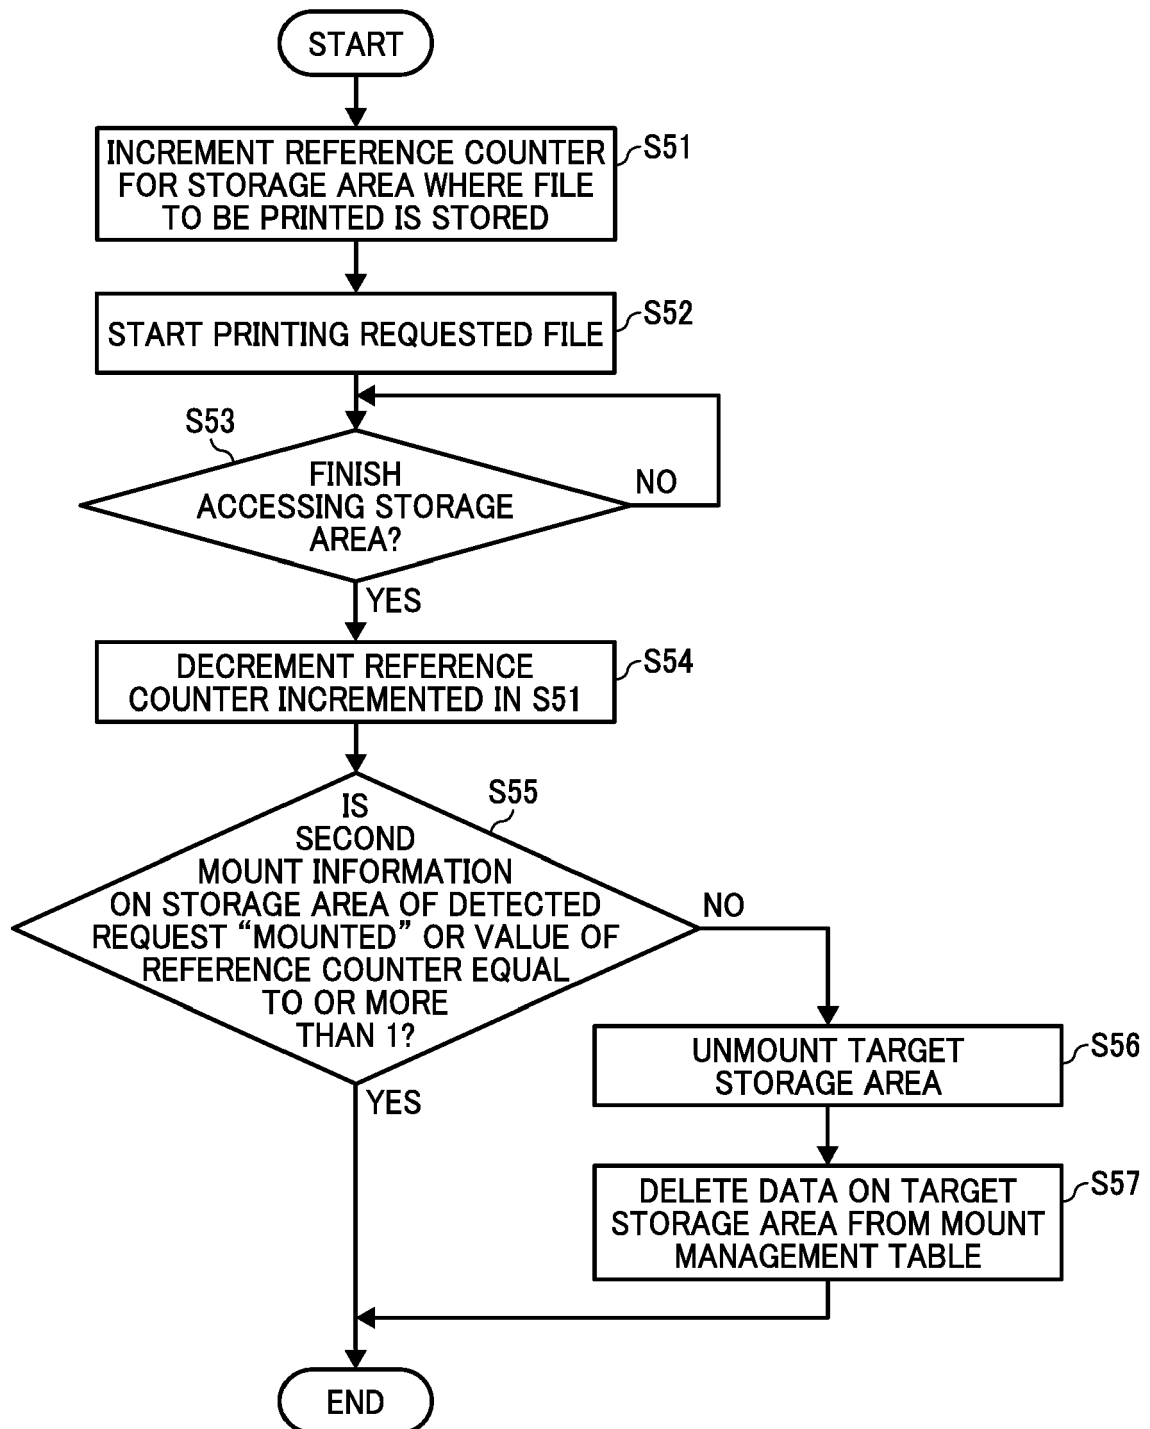 START
INCREMENT REFERENCE COUNTER
FOR STORAGE AREA WHERE FILE
TO BE PRINTED IS STORED
S51
START PRINTING REQUESTED FILE
S52
S53
FINISH
ACCESSING STORAGE
AREA?
NO
YES
DECREMENT REFERENCE
COUNTER INCREMENTED IN S51
S54
S55
IS
SECOND
MOUNT INFORMATION
ON STORAGE AREA OF DETECTED
REQUEST “MOUNTED” OR VALUE OF
REFERENCE COUNTER EQUAL
TO OR MORE
THAN 1?
NO
YES
UNMOUNT TARGET
STORAGE AREA
S56
DELETE DATA ON TARGET
STORAGE AREA FROM MOUNT
MANAGEMENT TABLE
S57
END